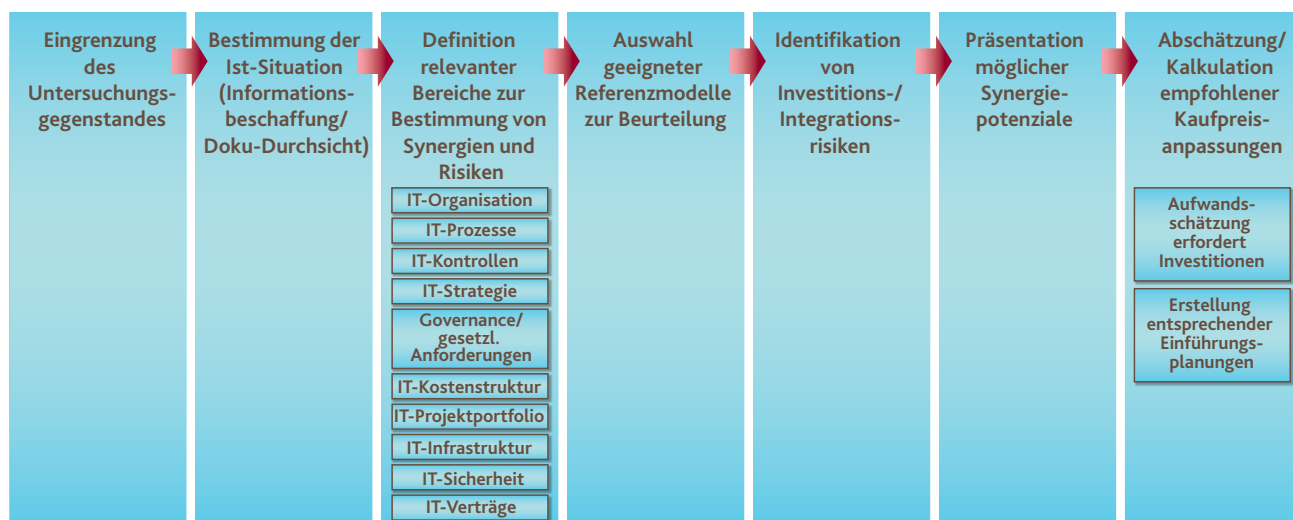 Eingrenzung
des
Untersuchungs-
gegenstandes
Bestimmung der
Ist-Situation
(Informations-
beschaffung/
Doku-Durchsicht)
Definition
relevanter
Bereiche zur
Bestimmung von
Synergien und
Risiken
IT-Organisation
IT-Prozesse
IT-Kontrollen
IT-Strategie
Governance/
gesetzl.
Anforderungen
IT-Kostenstruktur
IT-Projektportfolio
IT-Infrastruktur
IT-Sicherheit
IT-Verträge
Auswahl
geeigneter
Referenzmodelle
zur Beurteilung
Identifikation
von
Investitions-/
Integrations-
risiken
Präsentation
möglicher
Synergie-
potenziale
Abschätzung/
Kalkulation
empfohlener
Kaufpreis-
anpassungen
Aufwands-
schätzung
erfordert
Investitionen
Erstellung
entsprechender
Einführungs-
planungen